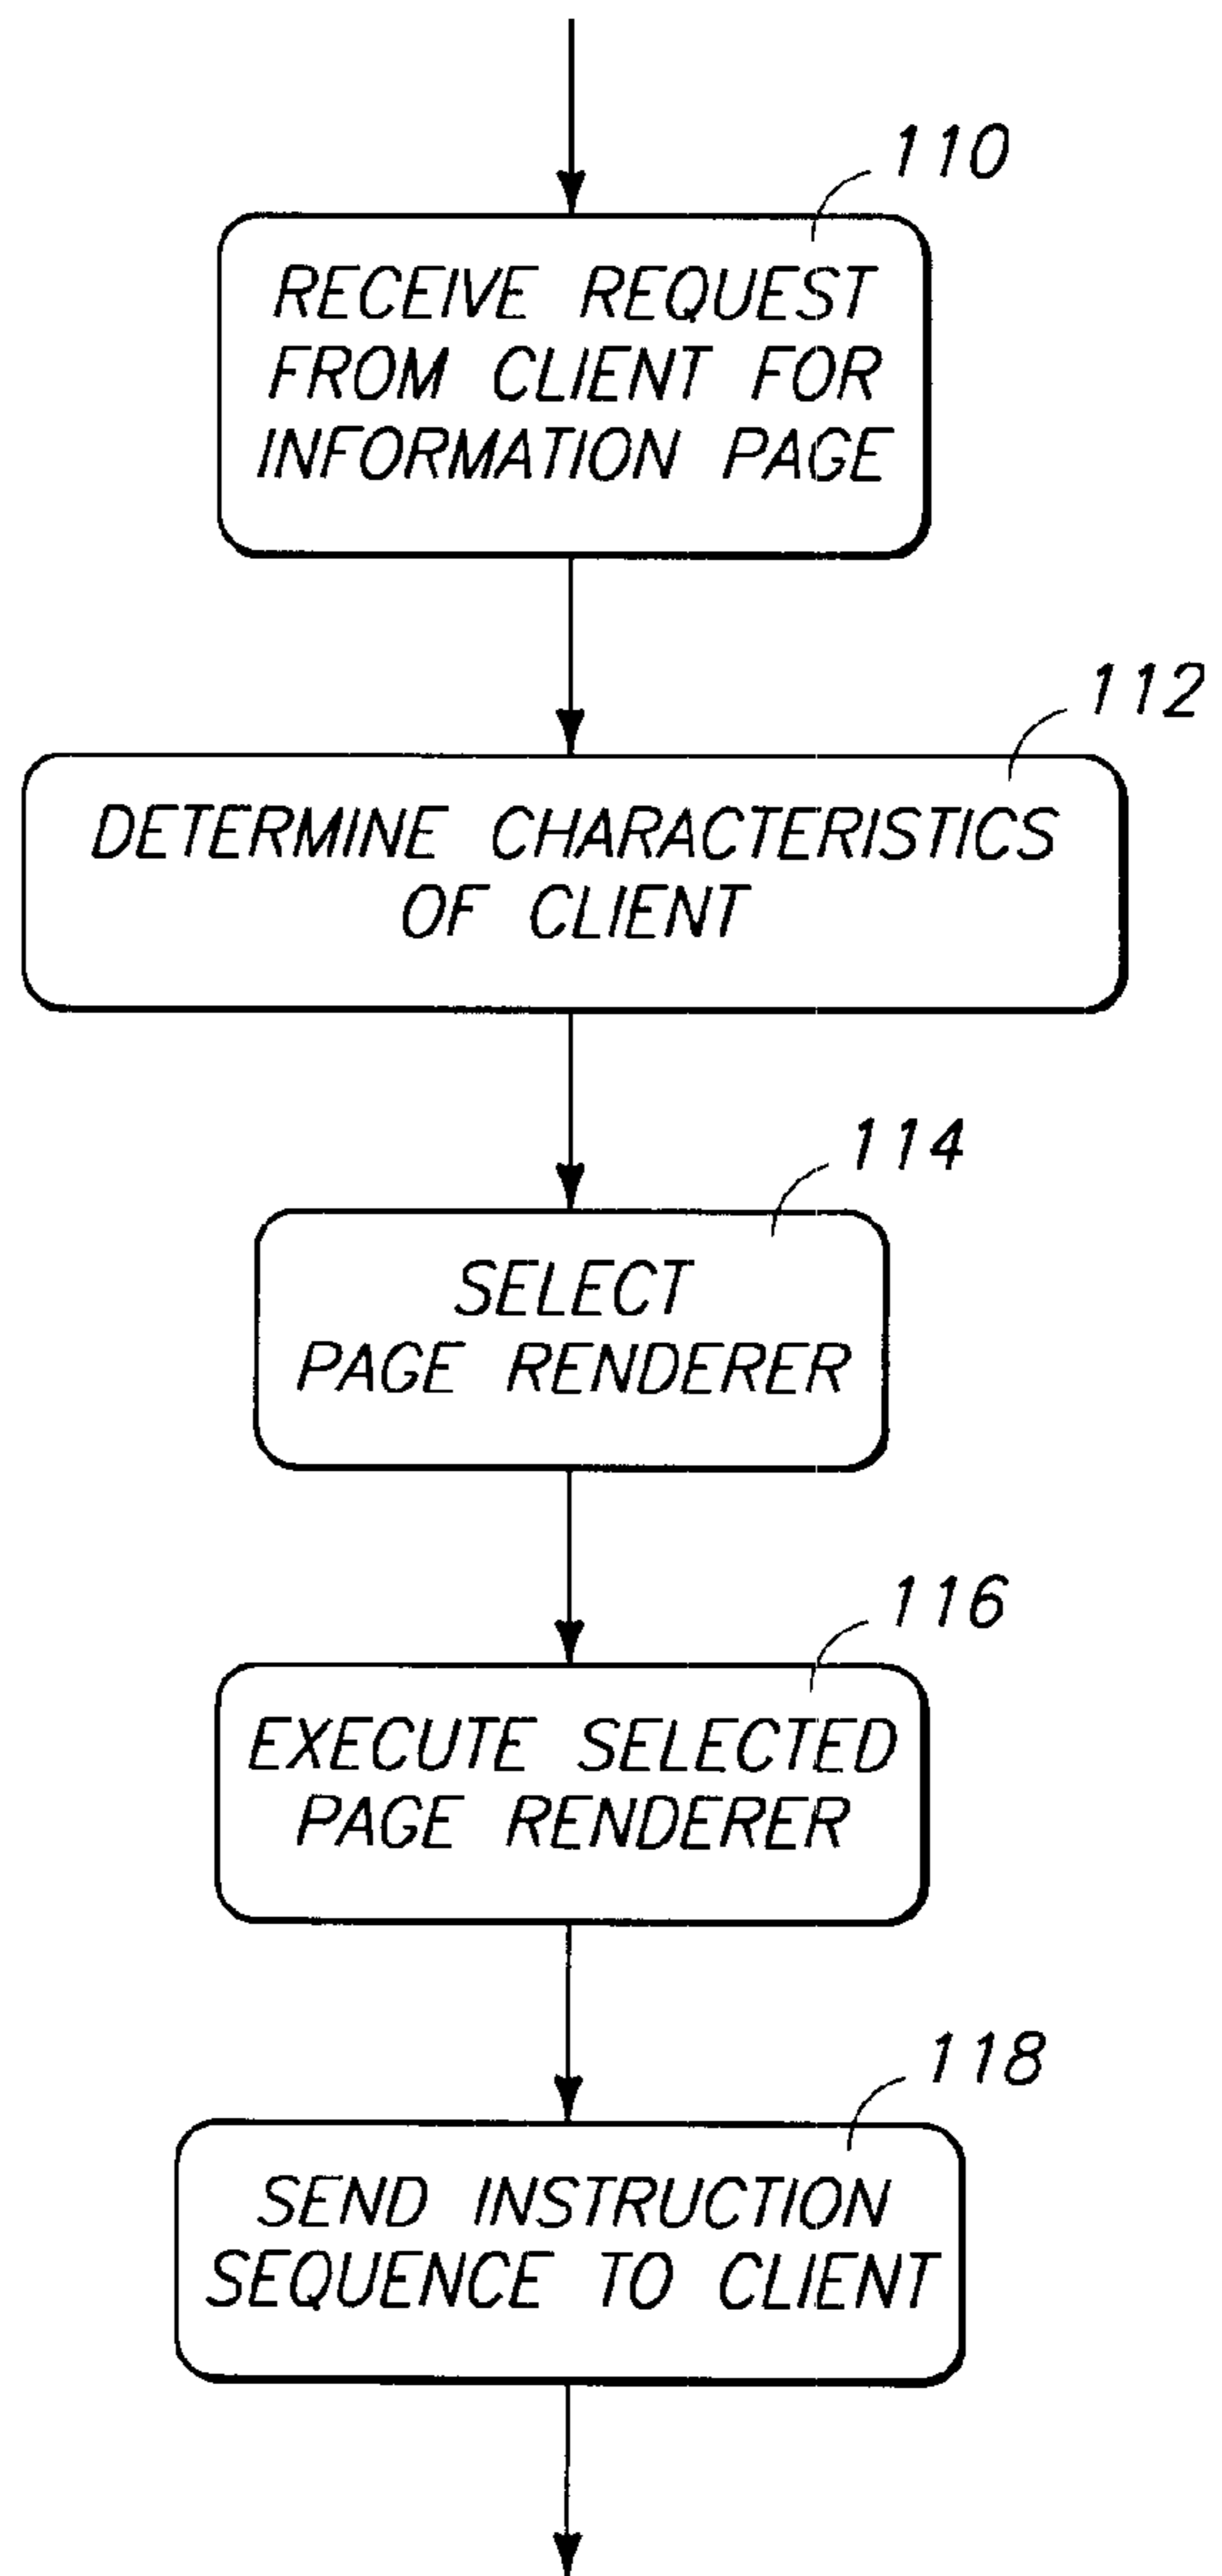 110
RECEIVE REQUEST
FROM CLIENT FOR
INFORMATION PAGE
112
DETERMINE CHARACTERISTICS
OF CLIENT
114
SELECT
PAGE RENDERER
116
EXECUTE SELECTED
PAGE RENDERER
118
SEND INSTRUCTION
SEQUENCE TO CLIENT